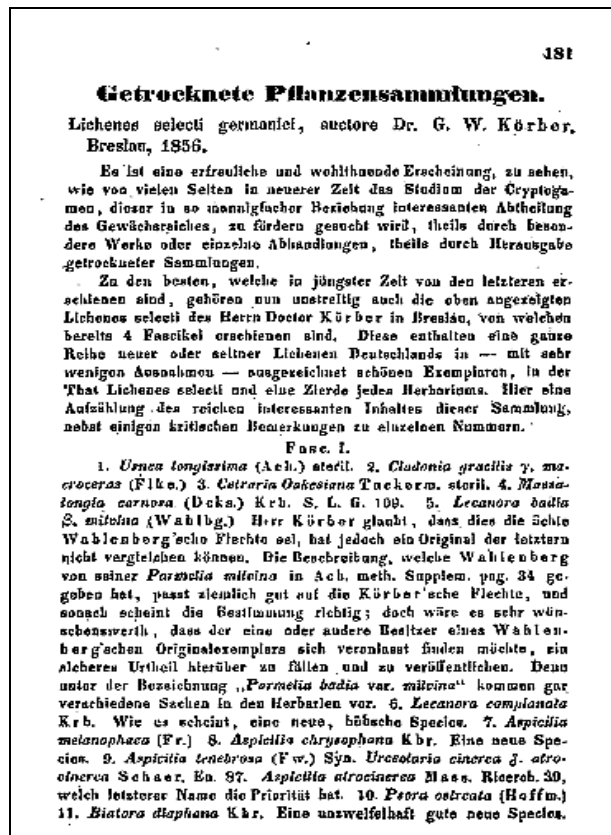 181
Getrocknete Pflanzensammlungen.
Lichenes selecti germanici, auctore Dr. G. W. Körber.
Breslau, 1856.
Es ist eine erfreuliche und wohlthuende Erscheinung, zu sehen,
wie von vielen Seiten in neuerer Zeit das Studium der Cryptoga-
men, dieser in so mannigfacher Beziehung interessanten Abtheilung
des Gewächsreiches, zu fördern gesucht wird, theils durch beson-
dere Werke oder einzelne Abhandlungen, theils durch Herausgabe
getrockneter Sammlungen.
Zu den besten, welche in jüngster Zeit von den letzteren er-
schienen sind, gehören nun unstreitig auch die oben angezeigten
Lichenes selecti des Herrn Doctor Körber in Breslau, von welchen
bereits 4 Fascikel erschienen sind. Diese enthalten eine ganze
Reihe neuer oder seltner Lichenen Deutschlands in — mit sehr
wenigen Ausnahmen — ausgezeichnet schönen Exemplaren, in der
That Lichenes selecti und eine Zierde jedes Herbariums. Hier eine
Aufzählung des reichen interessanten Inhaltes dieser Sammlung,
nebst einigen kritischen Bemerkungen zu einzelnen Nummern.
Fasc. I.
1. Usnea longissima (Ach.) steril. 2. Cladonia gracilis γ. ma-
croceras (Flke.) 3. Cetraria Oakesiana Tuckerm. steril. 4. Massa-
longia carnosa (Dcks.) Krb. S. L. G. 109. 5. Lecanora badia
β. milvina (Wahlbg.) Herr Körber glaubt, dass dies die ächte
Wahlenberg'sche Flechte sei, hat jedoch ein Original der letztern
nicht vergleichen können. Die Beschreibung, welche Wahlenberg
von seiner Parmelia milvina in Ach. meth. Supplem. pag. 34 ge-
geben hat, passt ziemlich gut auf die Körber'sche Flechte, und
sonach scheint die Bestimmung richtig; doch wäre es sehr wün-
schenswerth, dass der eine oder andere Besitzer eines Wahlen-
berg'schen Originalexemplars sich veranlasst finden möchte, ein
sicheres Urtheil hierüber zu fällen und zu veröffentlichen. Denn
unter der Bezeichnung „Parmelia badia var. milvina“ kommen gar
verschiedene Sachen in den Herbarien vor. 6. Lecanora complanata
Krb. Wie es scheint, eine neue, hübsche Species. 7. Aspicilia
melanophaea (Fr.) 8. Aspicilia chrysophana Kbr. Eine neue Spe-
cies. 9. Aspicilia tenebrosa (Fw.) Syn. Urceolaria cinerea ζ. atro-
cinerea Schaer. En. 87. Aspicilia atrocinerea Mass. Ricerch. 39,
welch letzterer Name die Priorität hat. 10. Psora ostreata (Hoffm.)
11. Biatora diaphana Kbr. Eine unzweifelhaft gute neue Species.